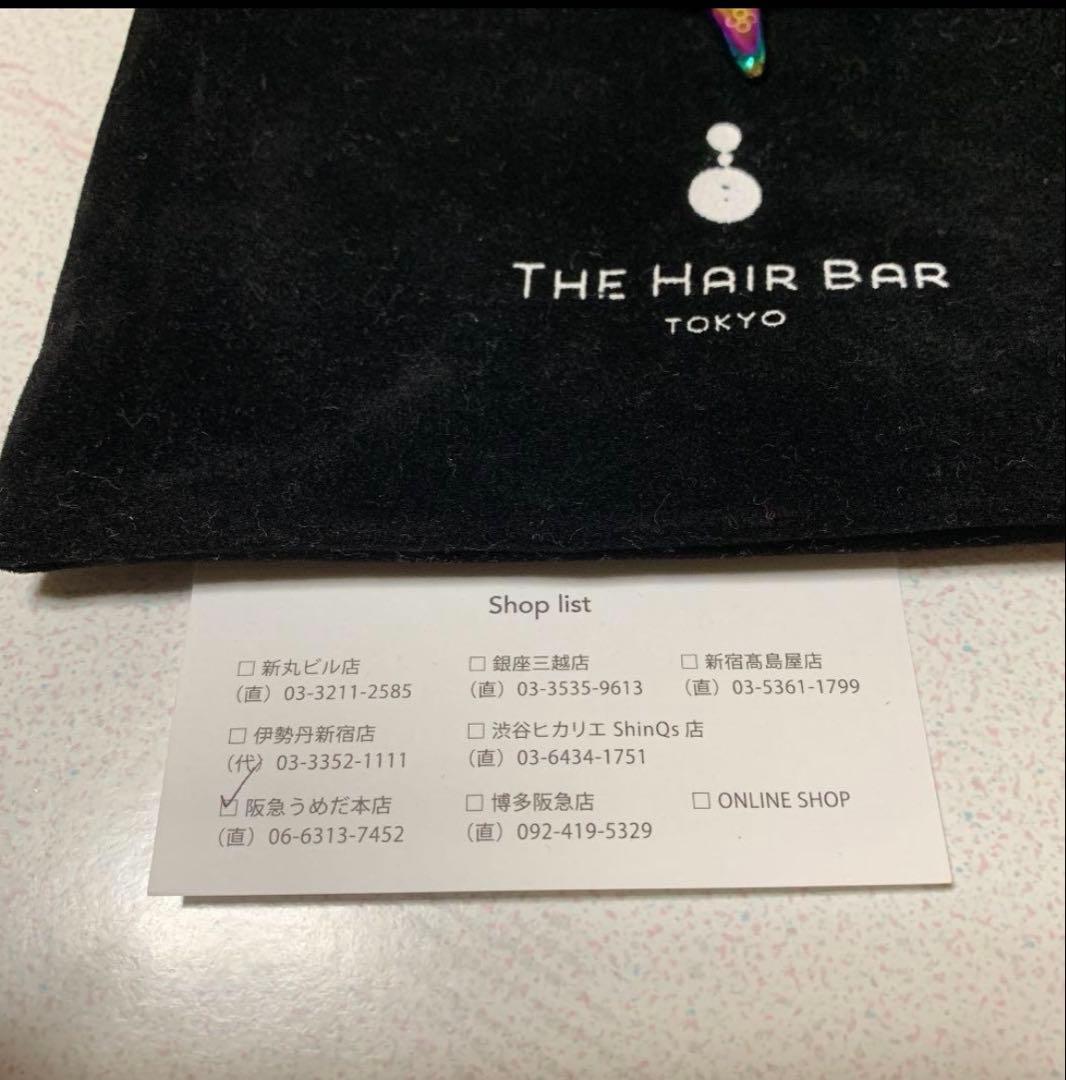 THE HAIR BAR
TOKYO
Shop list
□ 新丸ビル店 □ 銀座三越店 □ 新宿髙島屋店
（直）03-3211-2585 （直）03-3535-9613 （直）03-5361-1799
□ 伊勢丹新宿店 □ 渋谷ヒカリエ ShinQs 店
（代）03-3352-1111 （直）03-6434-1751
☑ 阪急うめだ本店 □ 博多阪急店 □ ONLINE SHOP
（直）06-6313-7452 （直）092-419-5329